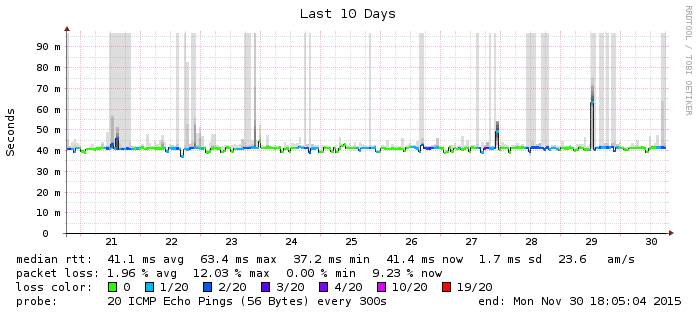 Last 10 Days
RRDTOOL / TOBI OETIKER
Seconds
90 m
80 m
70 m
60 m
50 m
40 m
30 m
20 m
10 m
0
21 22 23 24 25 26 27 28 29 30
median rtt: 41.1 ms avg 63.4 ms max 37.2 ms min 41.4 ms now 1.7 ms sd 23.6 am/s
packet loss: 1.96 % avg 12.03 % max 0.00 % min 9.23 % now
loss color: 0 1/20 2/20 3/20 4/20 10/20 19/20
probe: 20 ICMP Echo Pings (56 Bytes) every 300s end: Mon Nov 30 18:05:04 2015